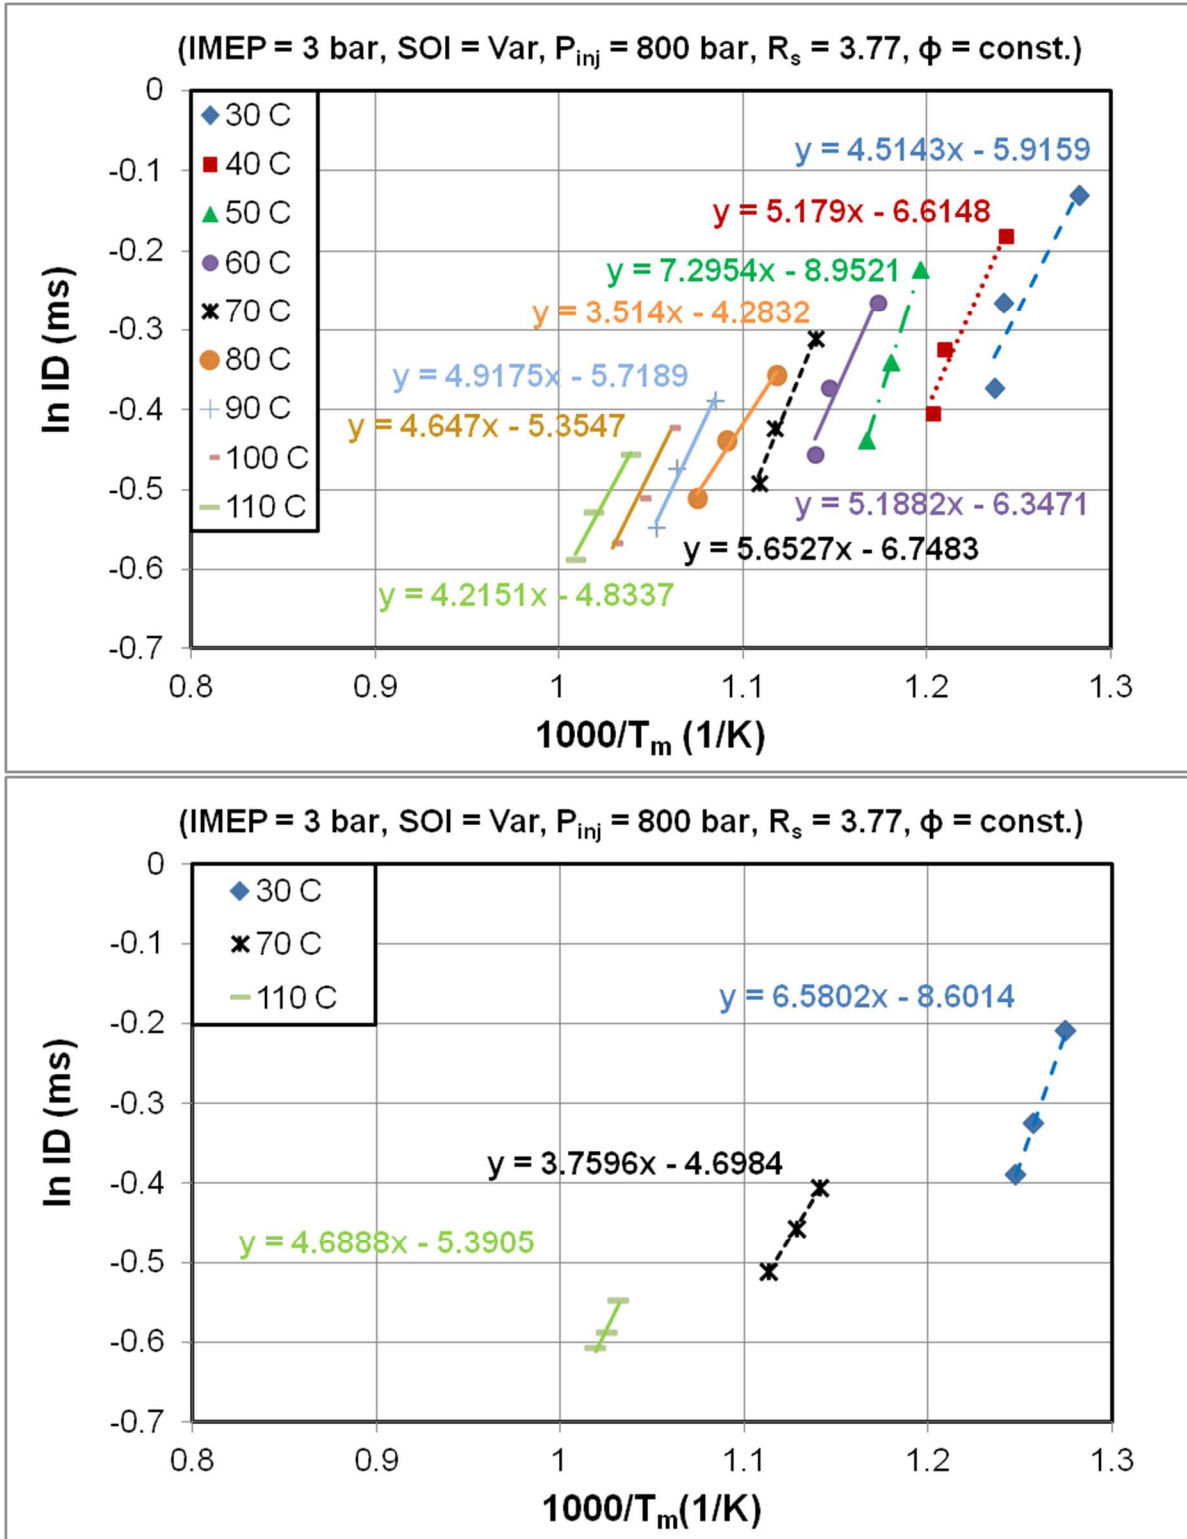 (IMEP = 3 bar, SOI = Var, Pinj = 800 bar, Rs = 3.77, ϕ = const.)
0
-0.1
-0.2
-0.3
-0.4
-0.5
-0.6
-0.7
ln ID (ms)
30 C
40 C
50 C
60 C
70 C
80 C
90 C
100 C
110 C
y = 4.5143x - 5.9159
y = 5.179x - 6.6148
y = 7.2954x - 8.9521
y = 3.514x - 4.2832
y = 4.9175x - 5.7189
y = 4.647x - 5.3547
y = 5.1882x - 6.3471
y = 5.6527x - 6.7483
y = 4.2151x - 4.8337
0.8 0.9 1 1.1 1.2 1.3
1000/Tm (1/K)
(IMEP = 3 bar, SOI = Var, Pinj = 800 bar, Rs = 3.77, ϕ = const.)
0
-0.1
-0.2
-0.3
-0.4
-0.5
-0.6
-0.7
ln ID (ms)
30 C
70 C
110 C
y = 6.5802x - 8.6014
y = 3.7596x - 4.6984
y = 4.6888x - 5.3905
0.8 0.9 1 1.1 1.2 1.3
1000/Tm(1/K)